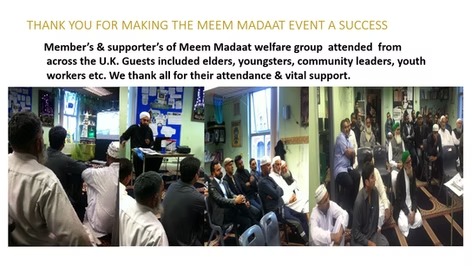 THANK YOU FOR MAKING THE MEEM MADAAT EVENT A SUCCESS
Member's & supporter's of Meem Madaat welfare group attended from
across the U.K. Guests included elders, youngsters, community leaders, youth
workers etc. We thank all for their attendance & vital support.